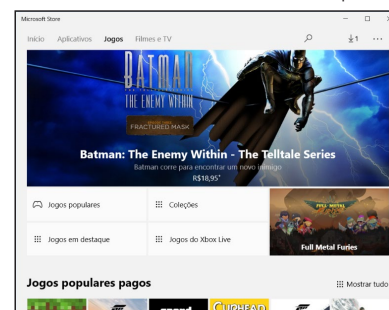 Microsoft Store
Início Aplicativos Jogos Filmes e TV
1
BATMAN
THE ENEMY WITHIN
FRACTURED MASK
Batman: The Enemy Within - The Telltale Series
Batman corre para encontrar um novo inimigo
R$18,95*
Jogos populares
Coleções
FULL METAL
FURIES
Jogos em destaque
Jogos do Xbox Live
Full Metal Furies
Jogos populares pagos
Mostrar tudo
CUPHEAD